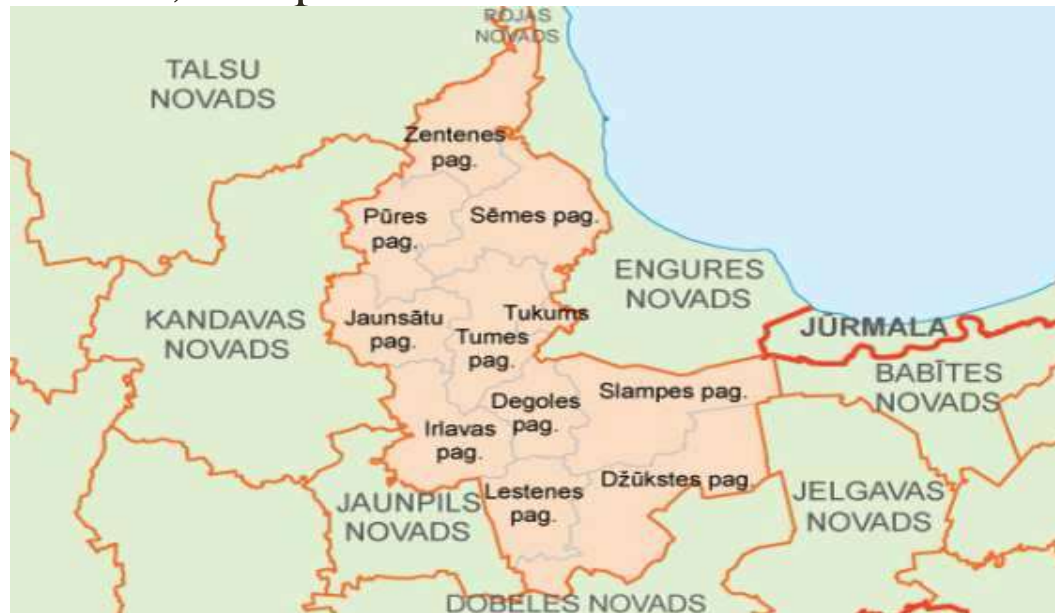 ROJAS
NOVADS
TALSU
NOVADS
Zentenes
pag.
Pūres
pag.
Sēmes pag.
ENGURES
NOVADS
KANDAVAS
NOVADS
Jaunsātu
pag.
Tukums
Tumes
pag.
JŪRMALA
BABĪTES
NOVADS
Slampes pag.
Degoles
pag.
Irlavas
pag.
Džūkstes pag.
Lestenes
pag.
JAUNPILS
NOVADS
JELGAVAS
NOVADS
DOBELES NOVADS